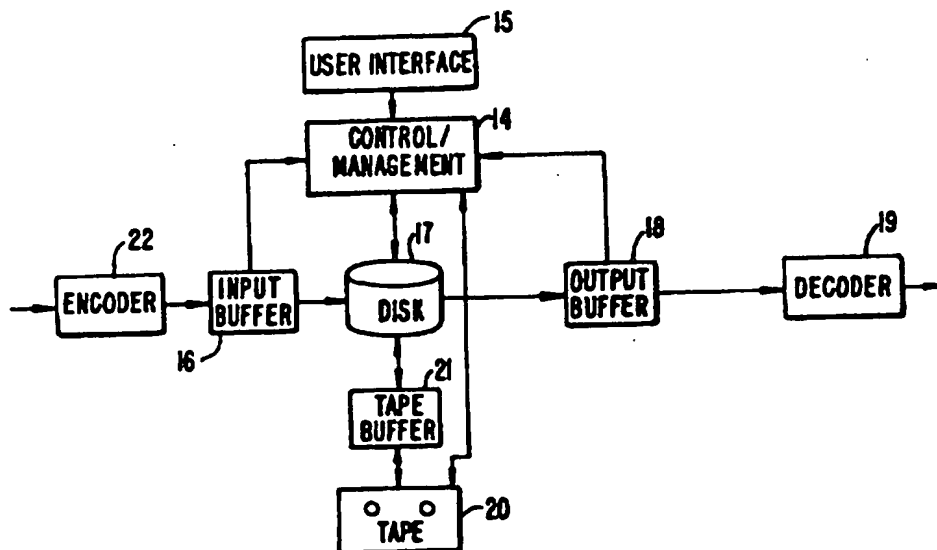 15
USER INTERFACE
14
CONTROL/
MANAGEMENT
22
ENCODER
INPUT
BUFFER
16
17
DISK
18
OUTPUT
BUFFER
19
DECODER
21
TAPE
BUFFER
TAPE
20